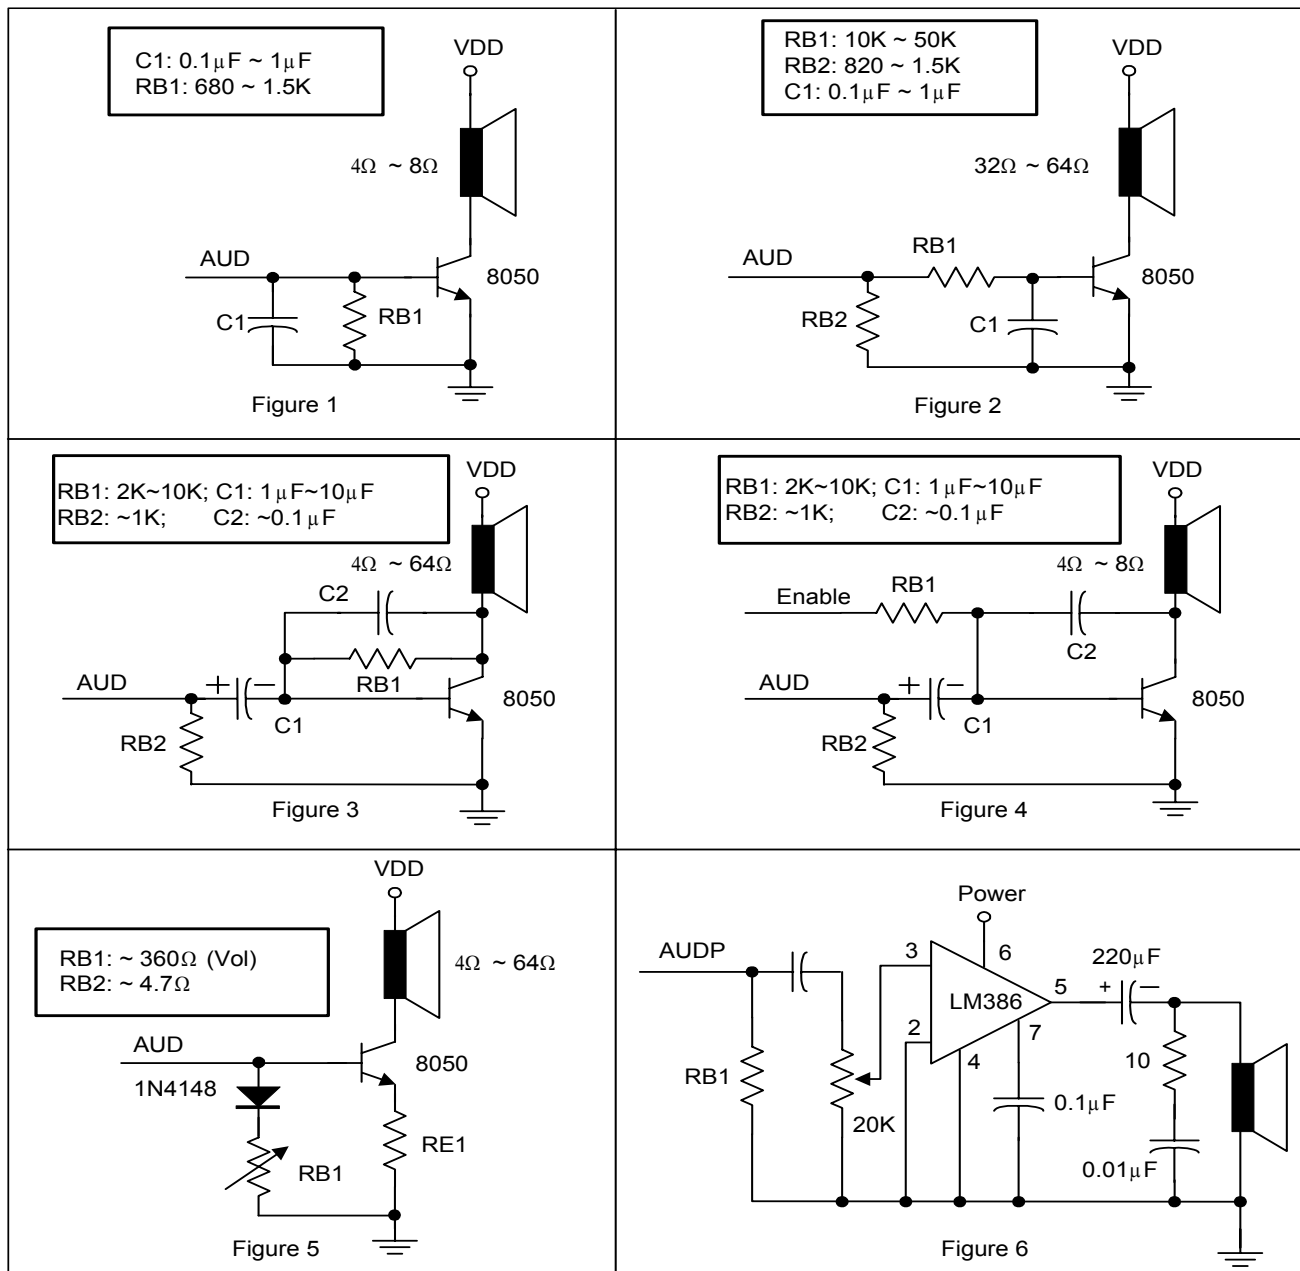 C1: 0.1μF ~ 1μF
RB1: 680 ~ 1.5K
VDD
4Ω ~ 8Ω
AUD
8050
C1
RB1
Figure 1
RB1: 10K ~ 50K
RB2: 820 ~ 1.5K
C1: 0.1μF ~ 1μF
VDD
32Ω ~ 64Ω
RB1
AUD
8050
RB2
C1
Figure 2
RB1: 2K~10K; C1: 1μF~10μF
RB2: ~1K; C2: ~0.1μF
VDD
4Ω ~ 64Ω
C2
RB1
AUD
+ −
8050
C1
RB2
Figure 3
RB1: 2K~10K; C1: 1μF~10μF
RB2: ~1K; C2: ~0.1μF
VDD
4Ω ~ 8Ω
RB1
Enable
C2
AUD
+ −
8050
C1
RB2
Figure 4
VDD
RB1: ~ 360Ω (Vol)
RB2: ~ 4.7Ω
4Ω ~ 64Ω
AUD
8050
1N4148
RE1
RB1
Figure 5
Power
AUDP
3
6
220μF
LM386
5
+ −
2
7
4
10
RB1
20K
0.1μF
0.01μF
Figure 6